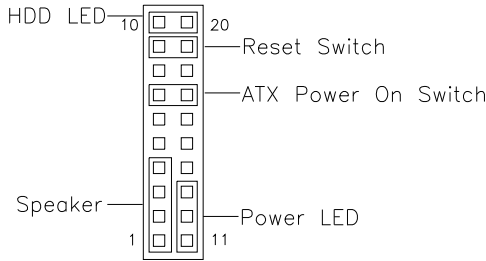 HDD LED
10 20
Reset Switch
ATX Power On Switch
Speaker
Power LED
1 11